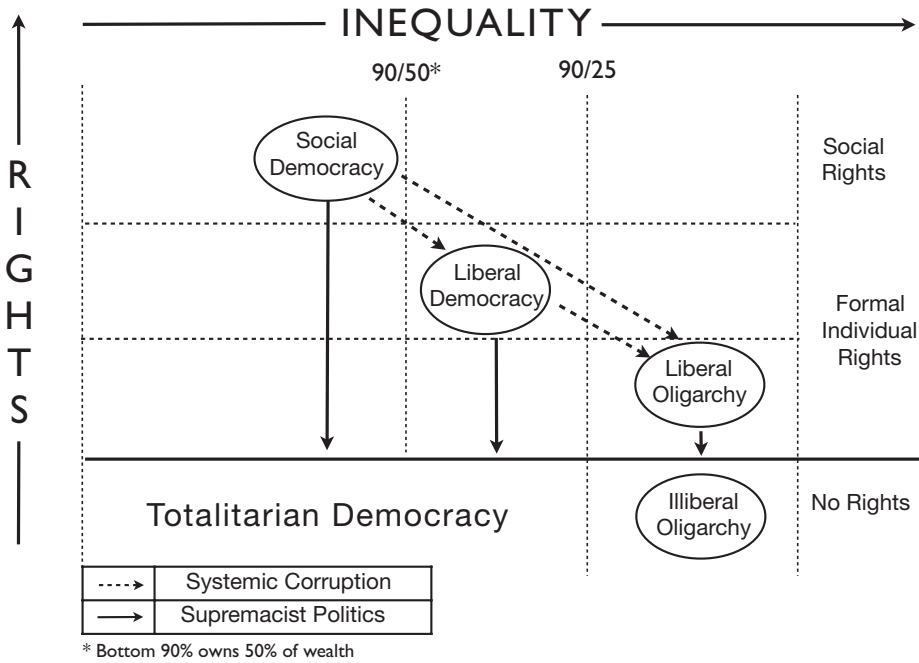 INEQUALITY
90/50*
90/25
RIGHTS
Social
Democracy
Social
Rights
Liberal
Democracy
Formal
Individual
Rights
Liberal
Oligarchy
Totalitarian Democracy
Illiberal
Oligarchy
No Rights
Systemic Corruption
Supremacist Politics
* Bottom 90% owns 50% of wealth